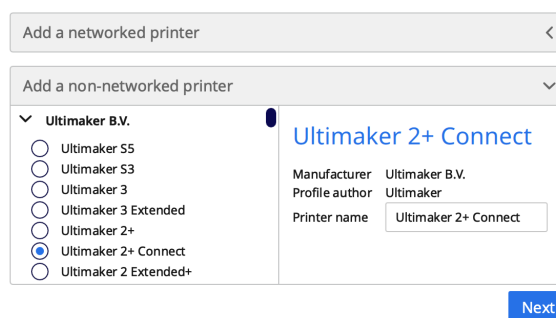 Add a networked printer
Add a non-networked printer
Ultimaker B.V.
Ultimaker S5
Ultimaker S3
Ultimaker 3
Ultimaker 3 Extended
Ultimaker 2+
Ultimaker 2+ Connect
Ultimaker 2 Extended+
Ultimaker 2+ Connect
Manufacturer Ultimaker B.V.
Profile author Ultimaker
Printer name Ultimaker 2+ Connect
Next